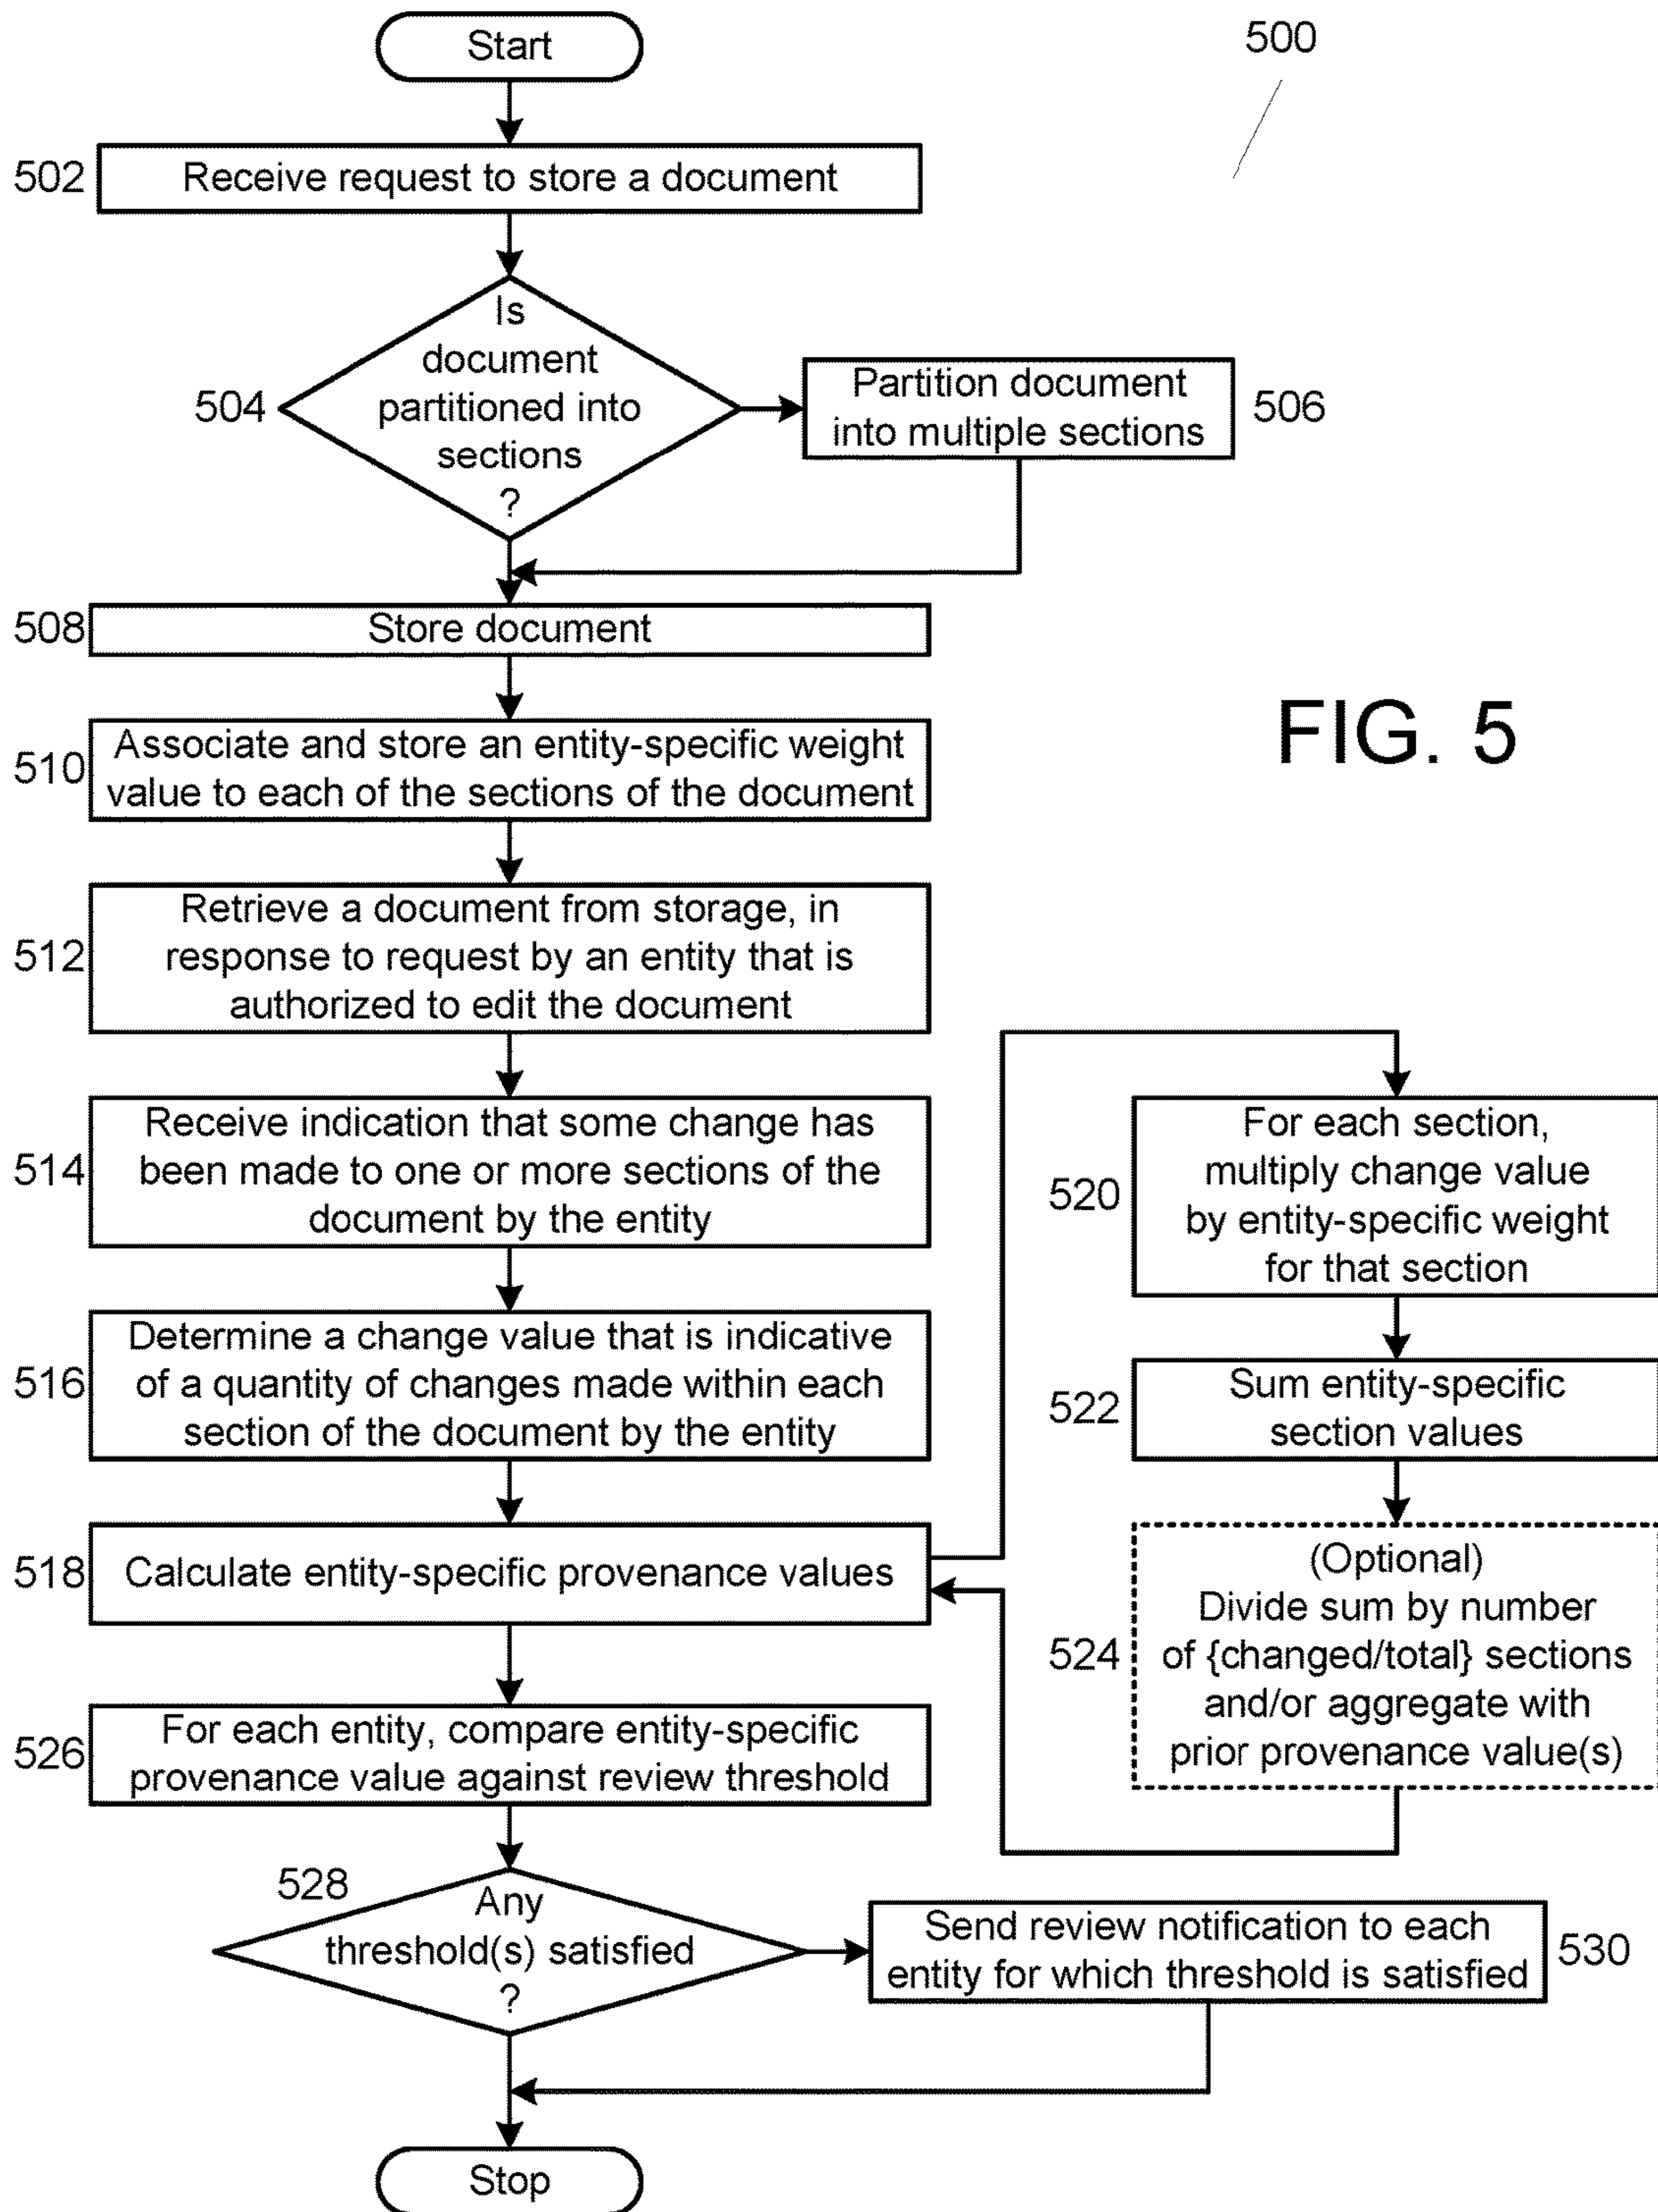 Start
500
502
Receive request to store a document
Is
document
partitioned into
sections
?
504
Partition document
into multiple sections
506
508
Store document
FIG. 5
510
Associate and store an entity-specific weight
value to each of the sections of the document
512
Retrieve a document from storage, in
response to request by an entity that is
authorized to edit the document
514
Receive indication that some change has
been made to one or more sections of the
document by the entity
516
Determine a change value that is indicative
of a quantity of changes made within each
section of the document by the entity
518
Calculate entity-specific provenance values
520
For each section,
multiply change value
by entity-specific weight
for that section
522
Sum entity-specific
section values
524
(Optional)
Divide sum by number
of {changed/total} sections
and/or aggregate with
prior provenance value(s)
526
For each entity, compare entity-specific
provenance value against review threshold
528
Any
threshold(s) satisfied
?
Send review notification to each
entity for which threshold is satisfied
530
Stop